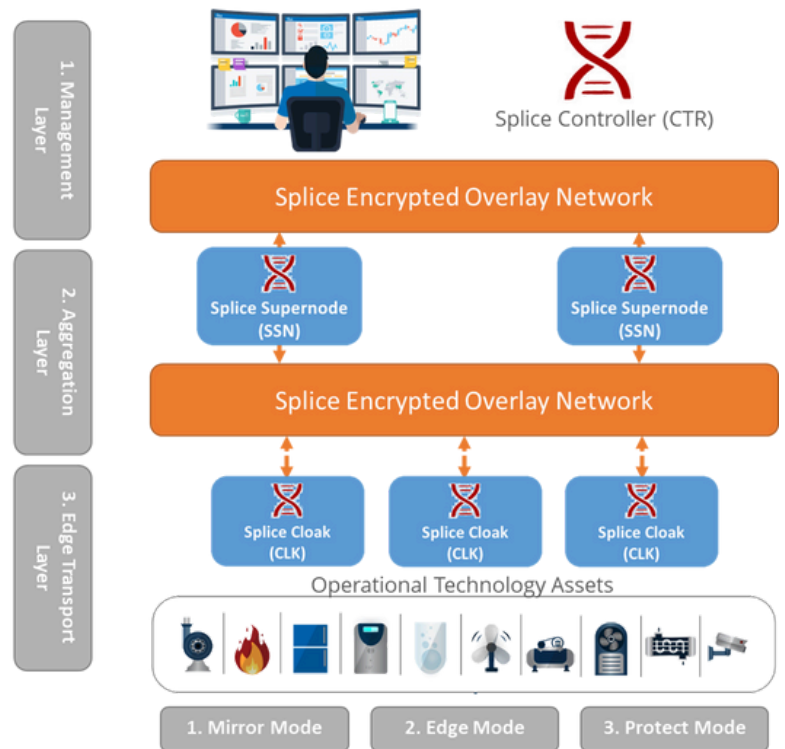 1. Management
Layer
Splice Controller (CTR)
Splice Encrypted Overlay Network
Splice Supernode
(SSN)
Splice Supernode
(SSN)
2. Aggregation
Layer
Splice Encrypted Overlay Network
3. Edge Transport
Layer
Splice Cloak
(CLK)
Splice Cloak
(CLK)
Splice Cloak
(CLK)
Operational Technology Assets
1. Mirror Mode
2. Edge Mode
3. Protect Mode